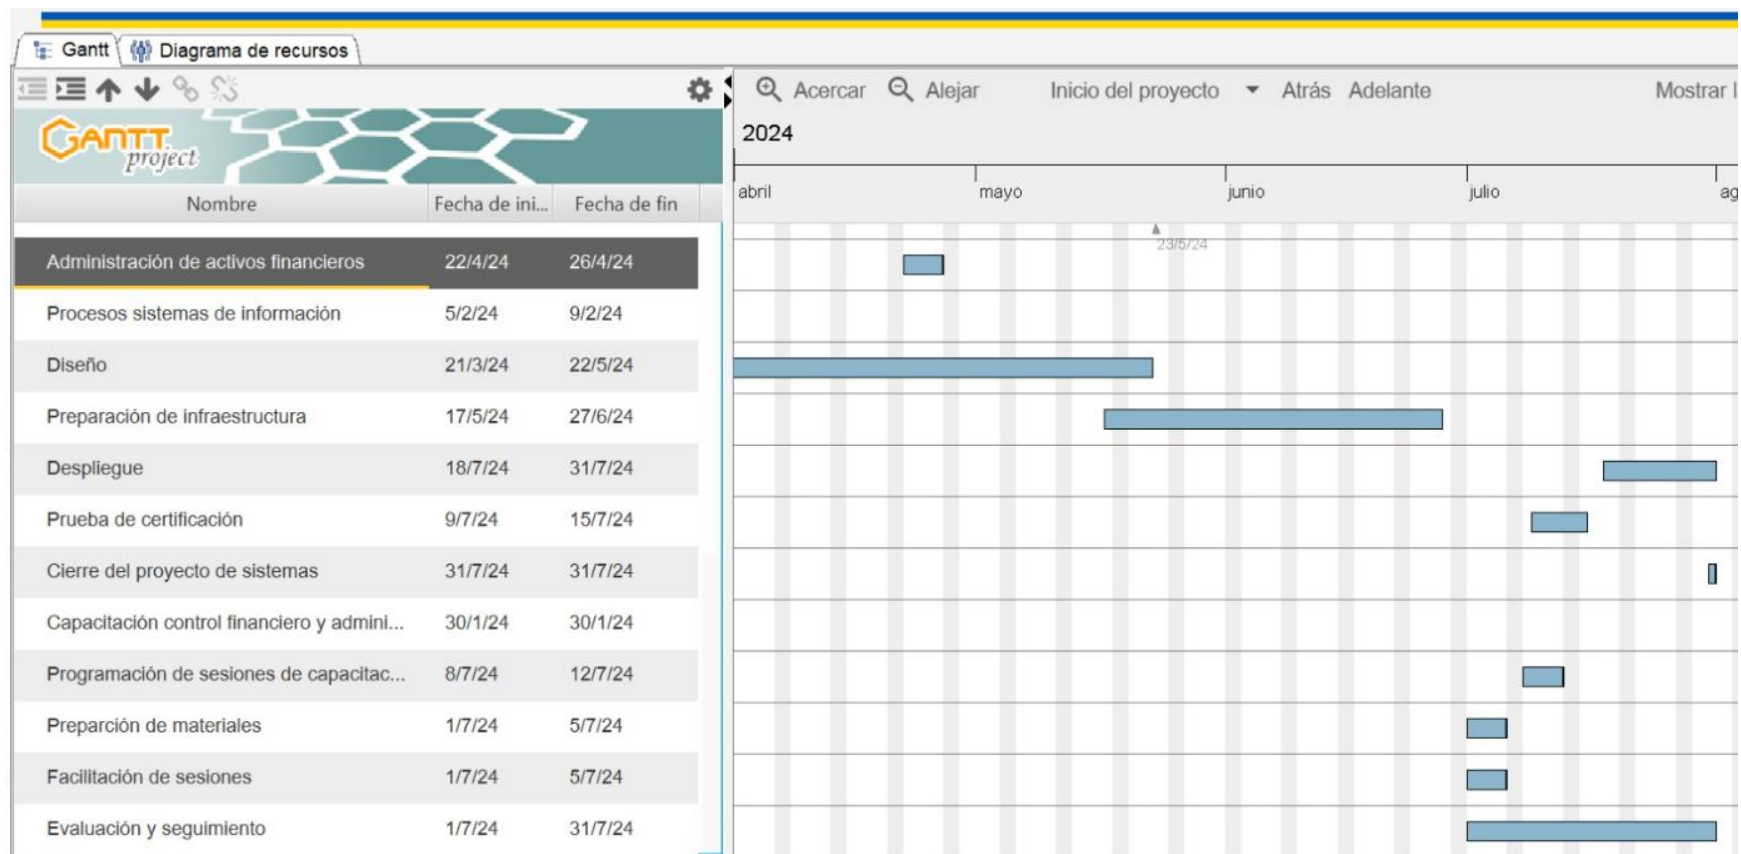 Gantt Diagrama de recursos
Acercar Alejar Inicio del proyecto Atrás Adelante Mostrar l
GANTT project
2024
abril mayo junio julio ag
Nombre Fecha de ini... Fecha de fin
23/5/24
Administración de activos financieros 22/4/24 26/4/24
Procesos sistemas de información 5/2/24 9/2/24
Diseño 21/3/24 22/5/24
Preparación de infraestructura 17/5/24 27/6/24
Despliegue 18/7/24 31/7/24
Prueba de certificación 9/7/24 15/7/24
Cierre del proyecto de sistemas 31/7/24 31/7/24
Capacitación control financiero y admini... 30/1/24 30/1/24
Programación de sesiones de capacitac... 8/7/24 12/7/24
Preparción de materiales 1/7/24 5/7/24
Facilitación de sesiones 1/7/24 5/7/24
Evaluación y seguimiento 1/7/24 31/7/24